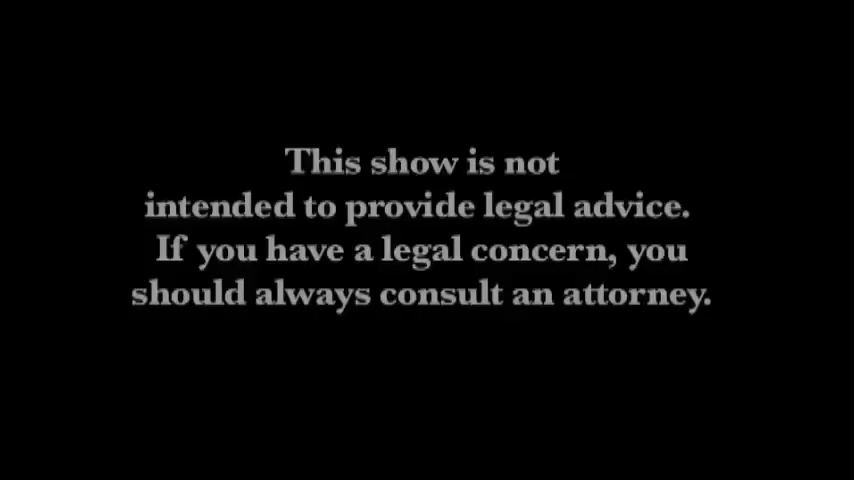 This show is not
intended to provide legal advice.
If you have a legal concern, you
should always consult an attorney.